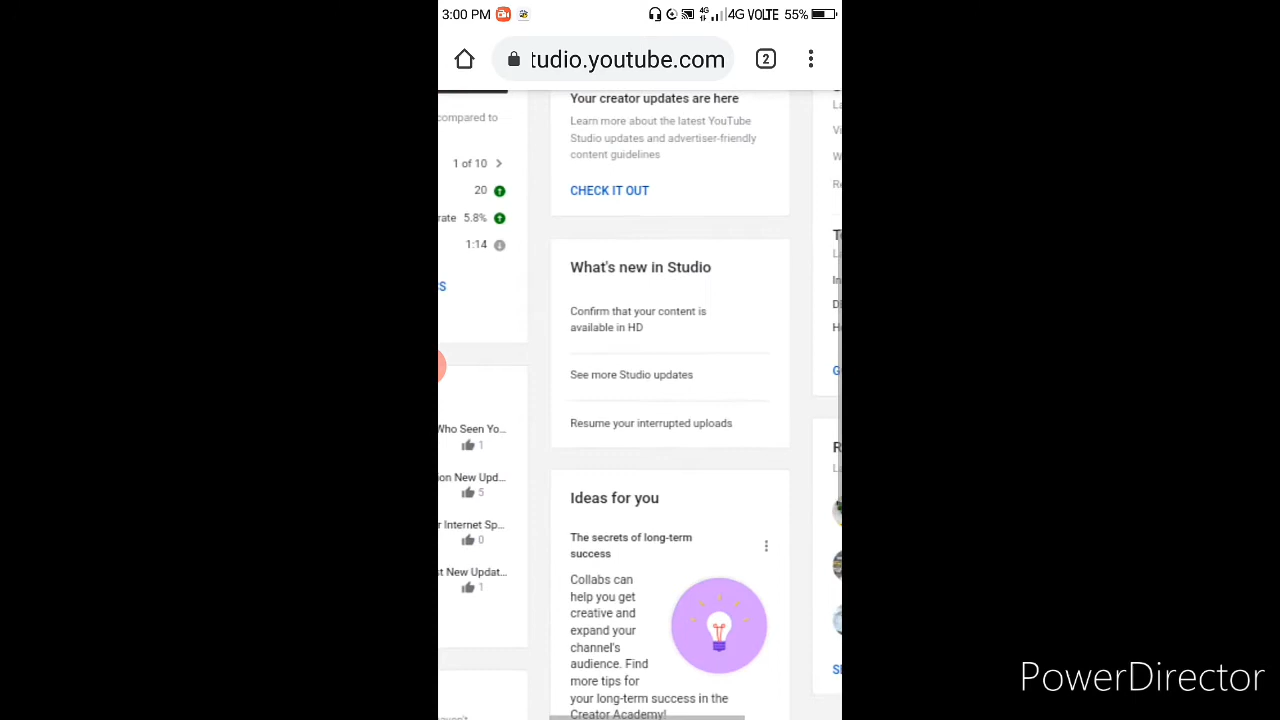 3:00 PM
4G
4G VOLTE 55%
tudio.youtube.com
2
compared to
1 of 10
20
rate 5.8%
1:14
S
Who Seen Yo...
1
ion New Upd...
5
r Internet Sp...
0
t New Updat...
1
Your creator updates are here
Learn more about the latest YouTube
Studio updates and advertiser-friendly
content guidelines
CHECK IT OUT
What's new in Studio
Confirm that your content is
available in HD
See more Studio updates
Resume your interrupted uploads
Ideas for you
The secrets of long-term
success
Collabs can
help you get
creative and
expand your
channel's
audience. Find
more tips for
your long-term success in the
Creator Academy!
PowerDirector